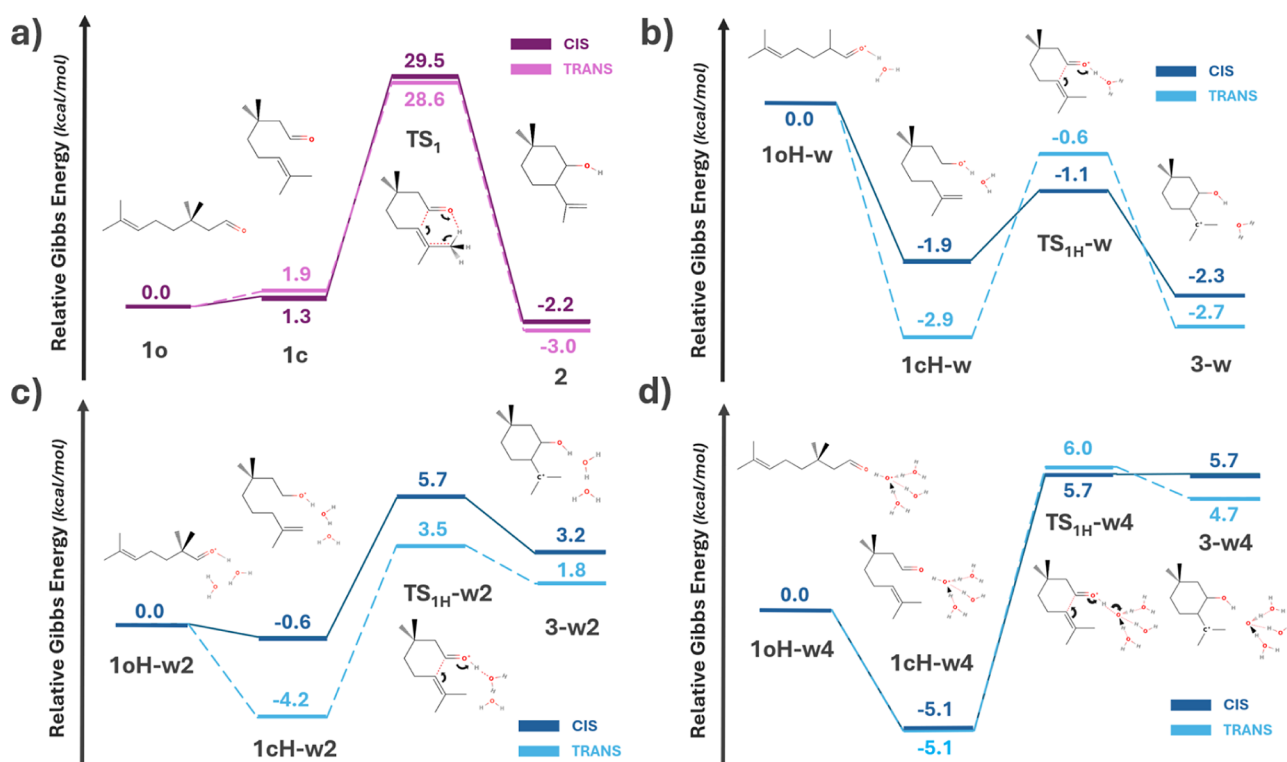 a)
Relative Gibbs Energy (kcal/mol)
CIS
TRANS
29.5
28.6
TS1
0.0
1.9
1.3
-2.2
-3.0
1o
1c
2
b)
Relative Gibbs Energy (kcal/mol)
CIS
TRANS
0.0
1oH-w
-0.6
-1.1
TS1H-w
-1.9
-2.9
1cH-w
-2.3
-2.7
3-w
c)
Relative Gibbs Energy (kcal/mol)
5.7
3.5
TS1H-w2
3.2
1.8
3-w2
0.0
1oH-w2
-0.6
-4.2
1cH-w2
CIS
TRANS
d)
Relative Gibbs Energy (kcal/mol)
6.0
5.7
TS1H-w4
5.7
4.7
3-w4
0.0
1oH-w4
1cH-w4
-5.1
-5.1
CIS
TRANS